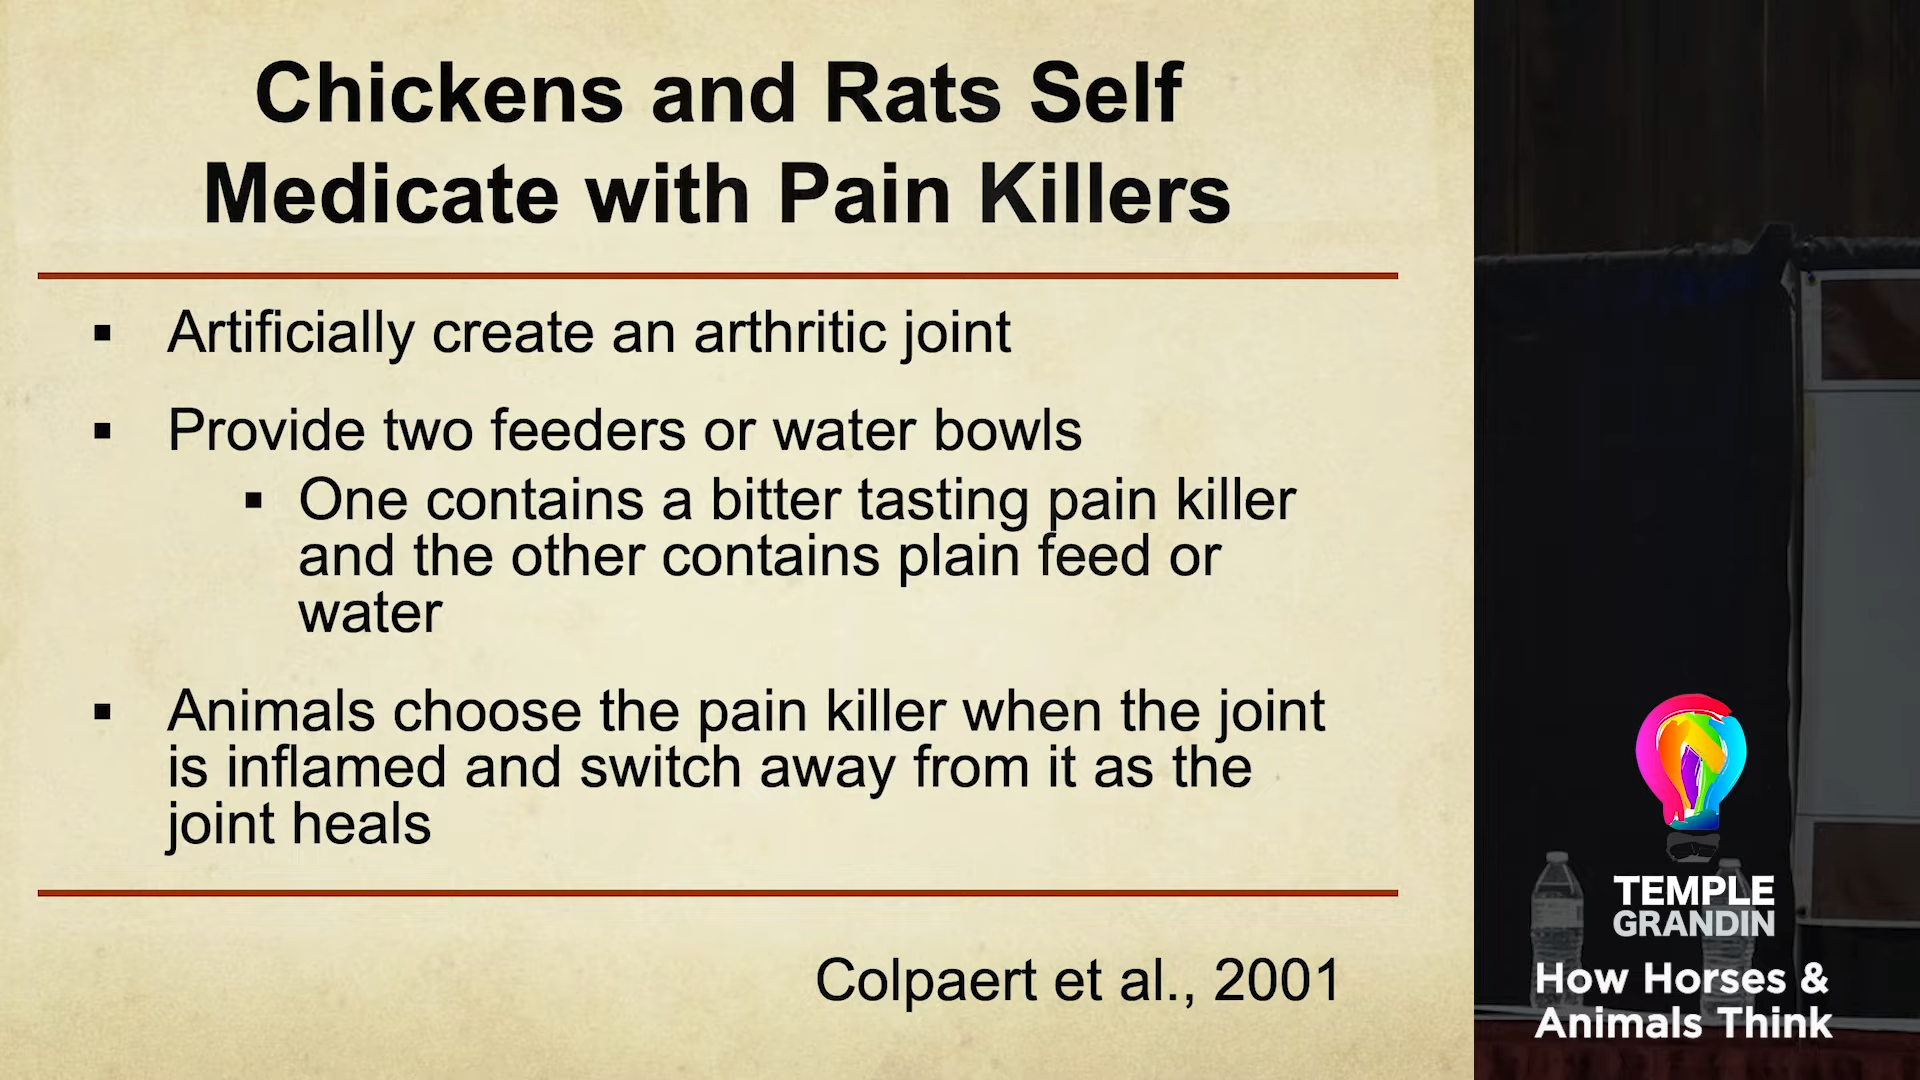 Chickens and Rats Self
Medicate with Pain Killers
▪ Artificially create an arthritic joint
▪ Provide two feeders or water bowls
▪ One contains a bitter tasting pain killer
and the other contains plain feed or
water
▪ Animals choose the pain killer when the joint
is inflamed and switch away from it as the
joint heals
Colpaert et al., 2001
TEMPLE
GRANDIN
How Horses &
Animals Think